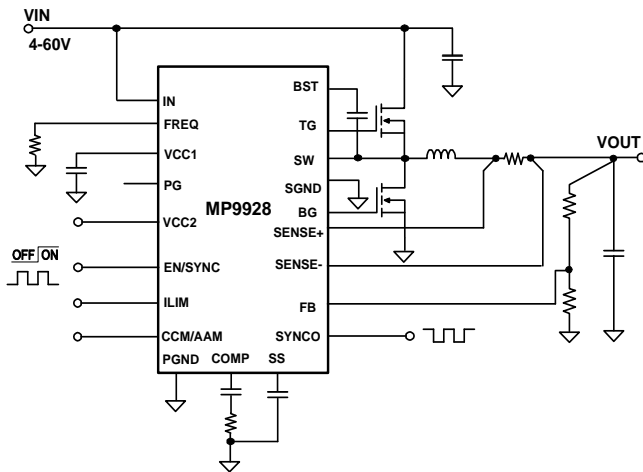 VIN
4-60V
IN
FREQ
VCC1
PG
VCC2
EN/SYNC
ILIM
CCM/AAM
PGND
COMP
SS
MP9928
BST
TG
SW
SGND
BG
SENSE+
SENSE-
FB
SYNCO
OFF ON
VOUT